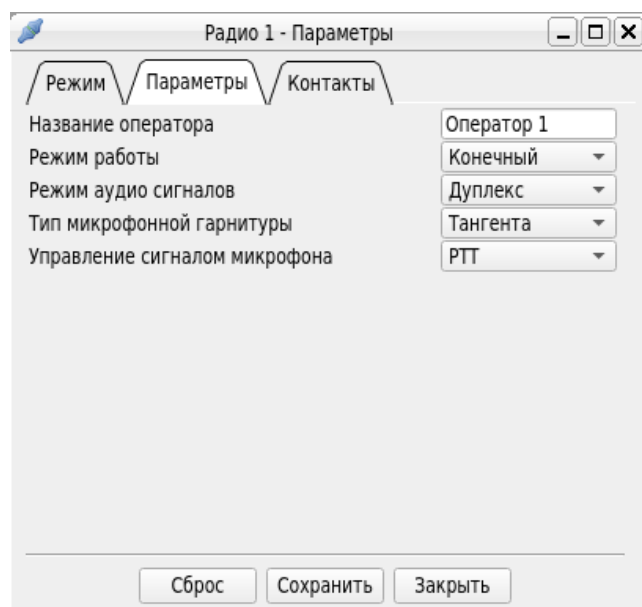 Радио 1 - Параметры
Режим Параметры Контакты
Название оператора Оператор 1
Режим работы Конечный
Режим аудио сигналов Дуплекс
Тип микрофонной гарнитуры Тангента
Управление сигналом микрофона PTT
Сброс Сохранить Закрыть